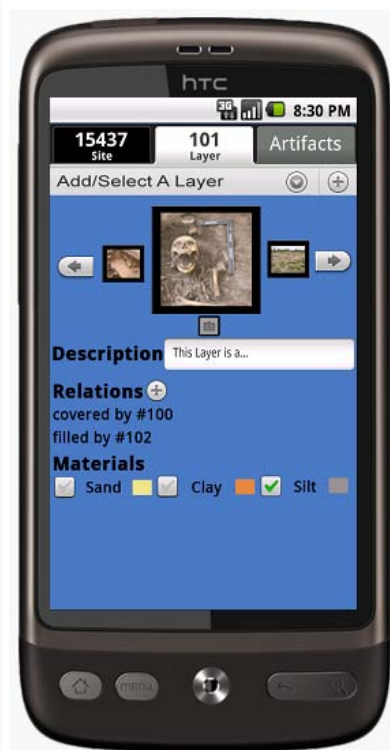 htc
3G 8:30 PM
15437 101 Artifacts
Site Layer
Add/Select A Layer
Description This Layer is a...
Relations
covered by #100
filled by #102
Materials
Sand Clay Silt
menu